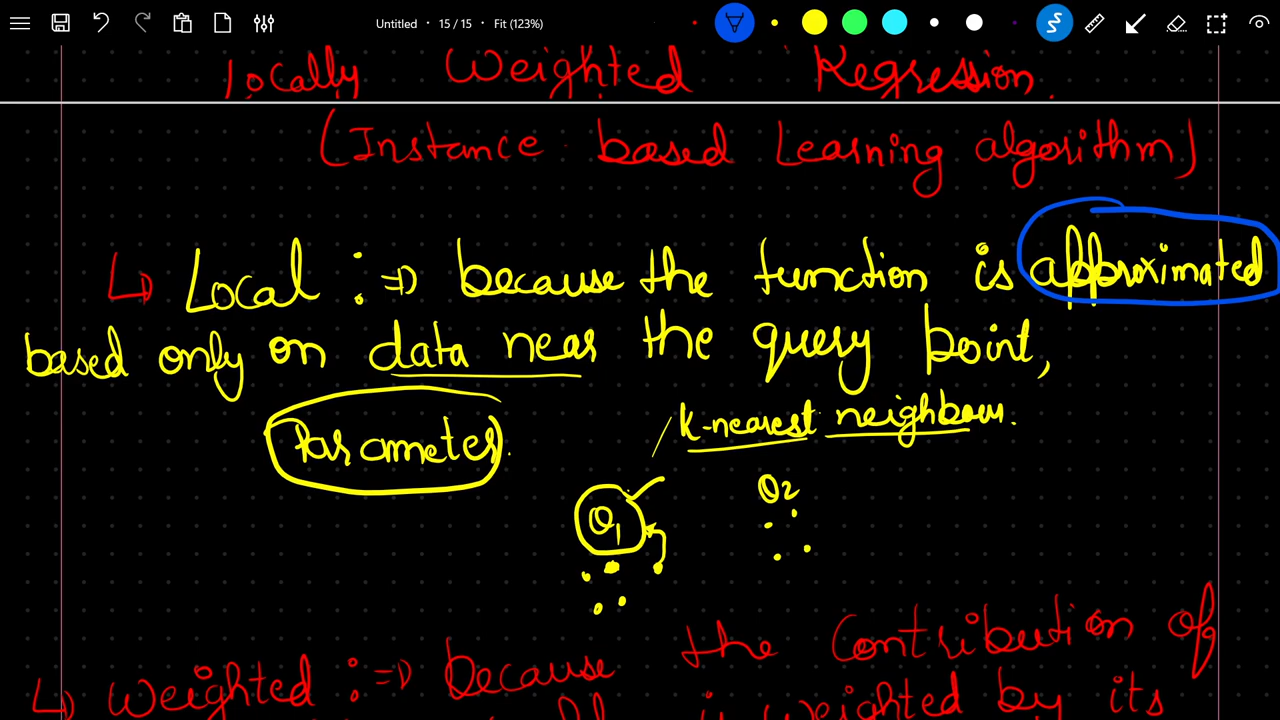 Untitled • 15 / 15 • Fit (123%)
Locally Weighted Regression.
(Instance based Learning algorithm)
↳ Local :⇒ because the function is approximated
based only on data near the query point,
Parameter.
K-nearest neighbour.
θ1
θ2
↳ Weighted :⇒ because the Contribution of
is weighted by its